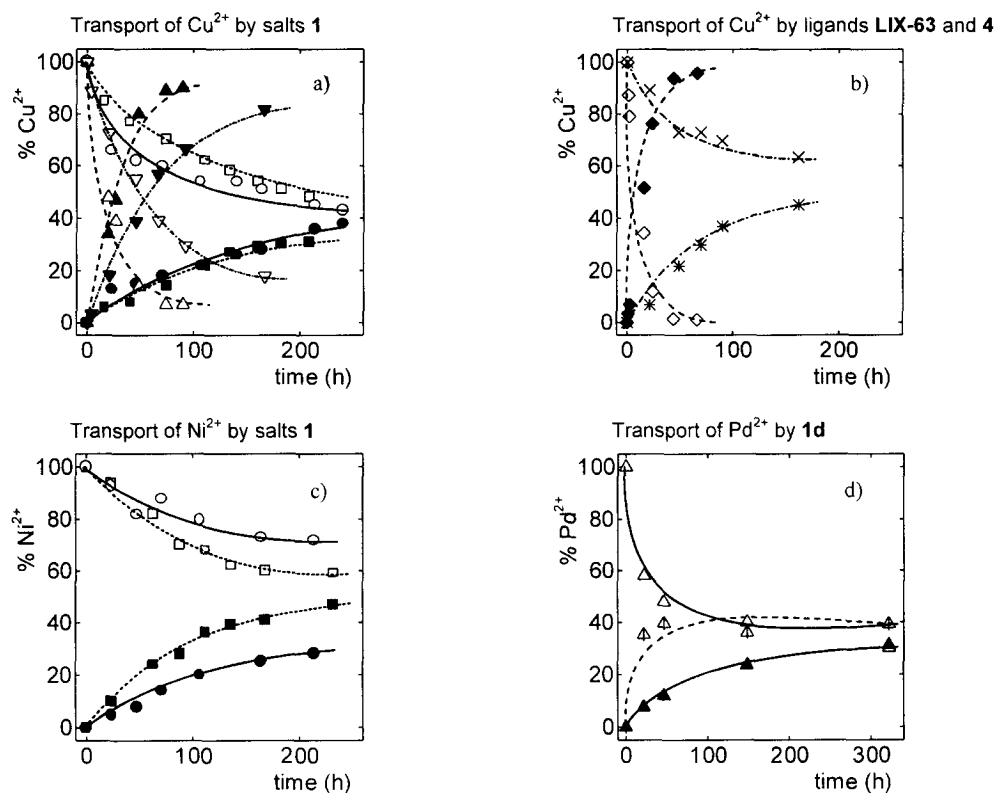 Transport of Cu²⁺ by salts 1
a)
% Cu²⁺
100
80
60
40
20
0
0 100 200
time (h)
Transport of Cu²⁺ by ligands LIX-63 and 4
b)
% Cu²⁺
100
80
60
40
20
0
0 100 200
time (h)
Transport of Ni²⁺ by salts 1
c)
% Ni²⁺
100
80
60
40
20
0
0 100 200
time (h)
Transport of Pd²⁺ by 1d
d)
% Pd²⁺
100
80
60
40
20
0
0 100 200 300
time (h)